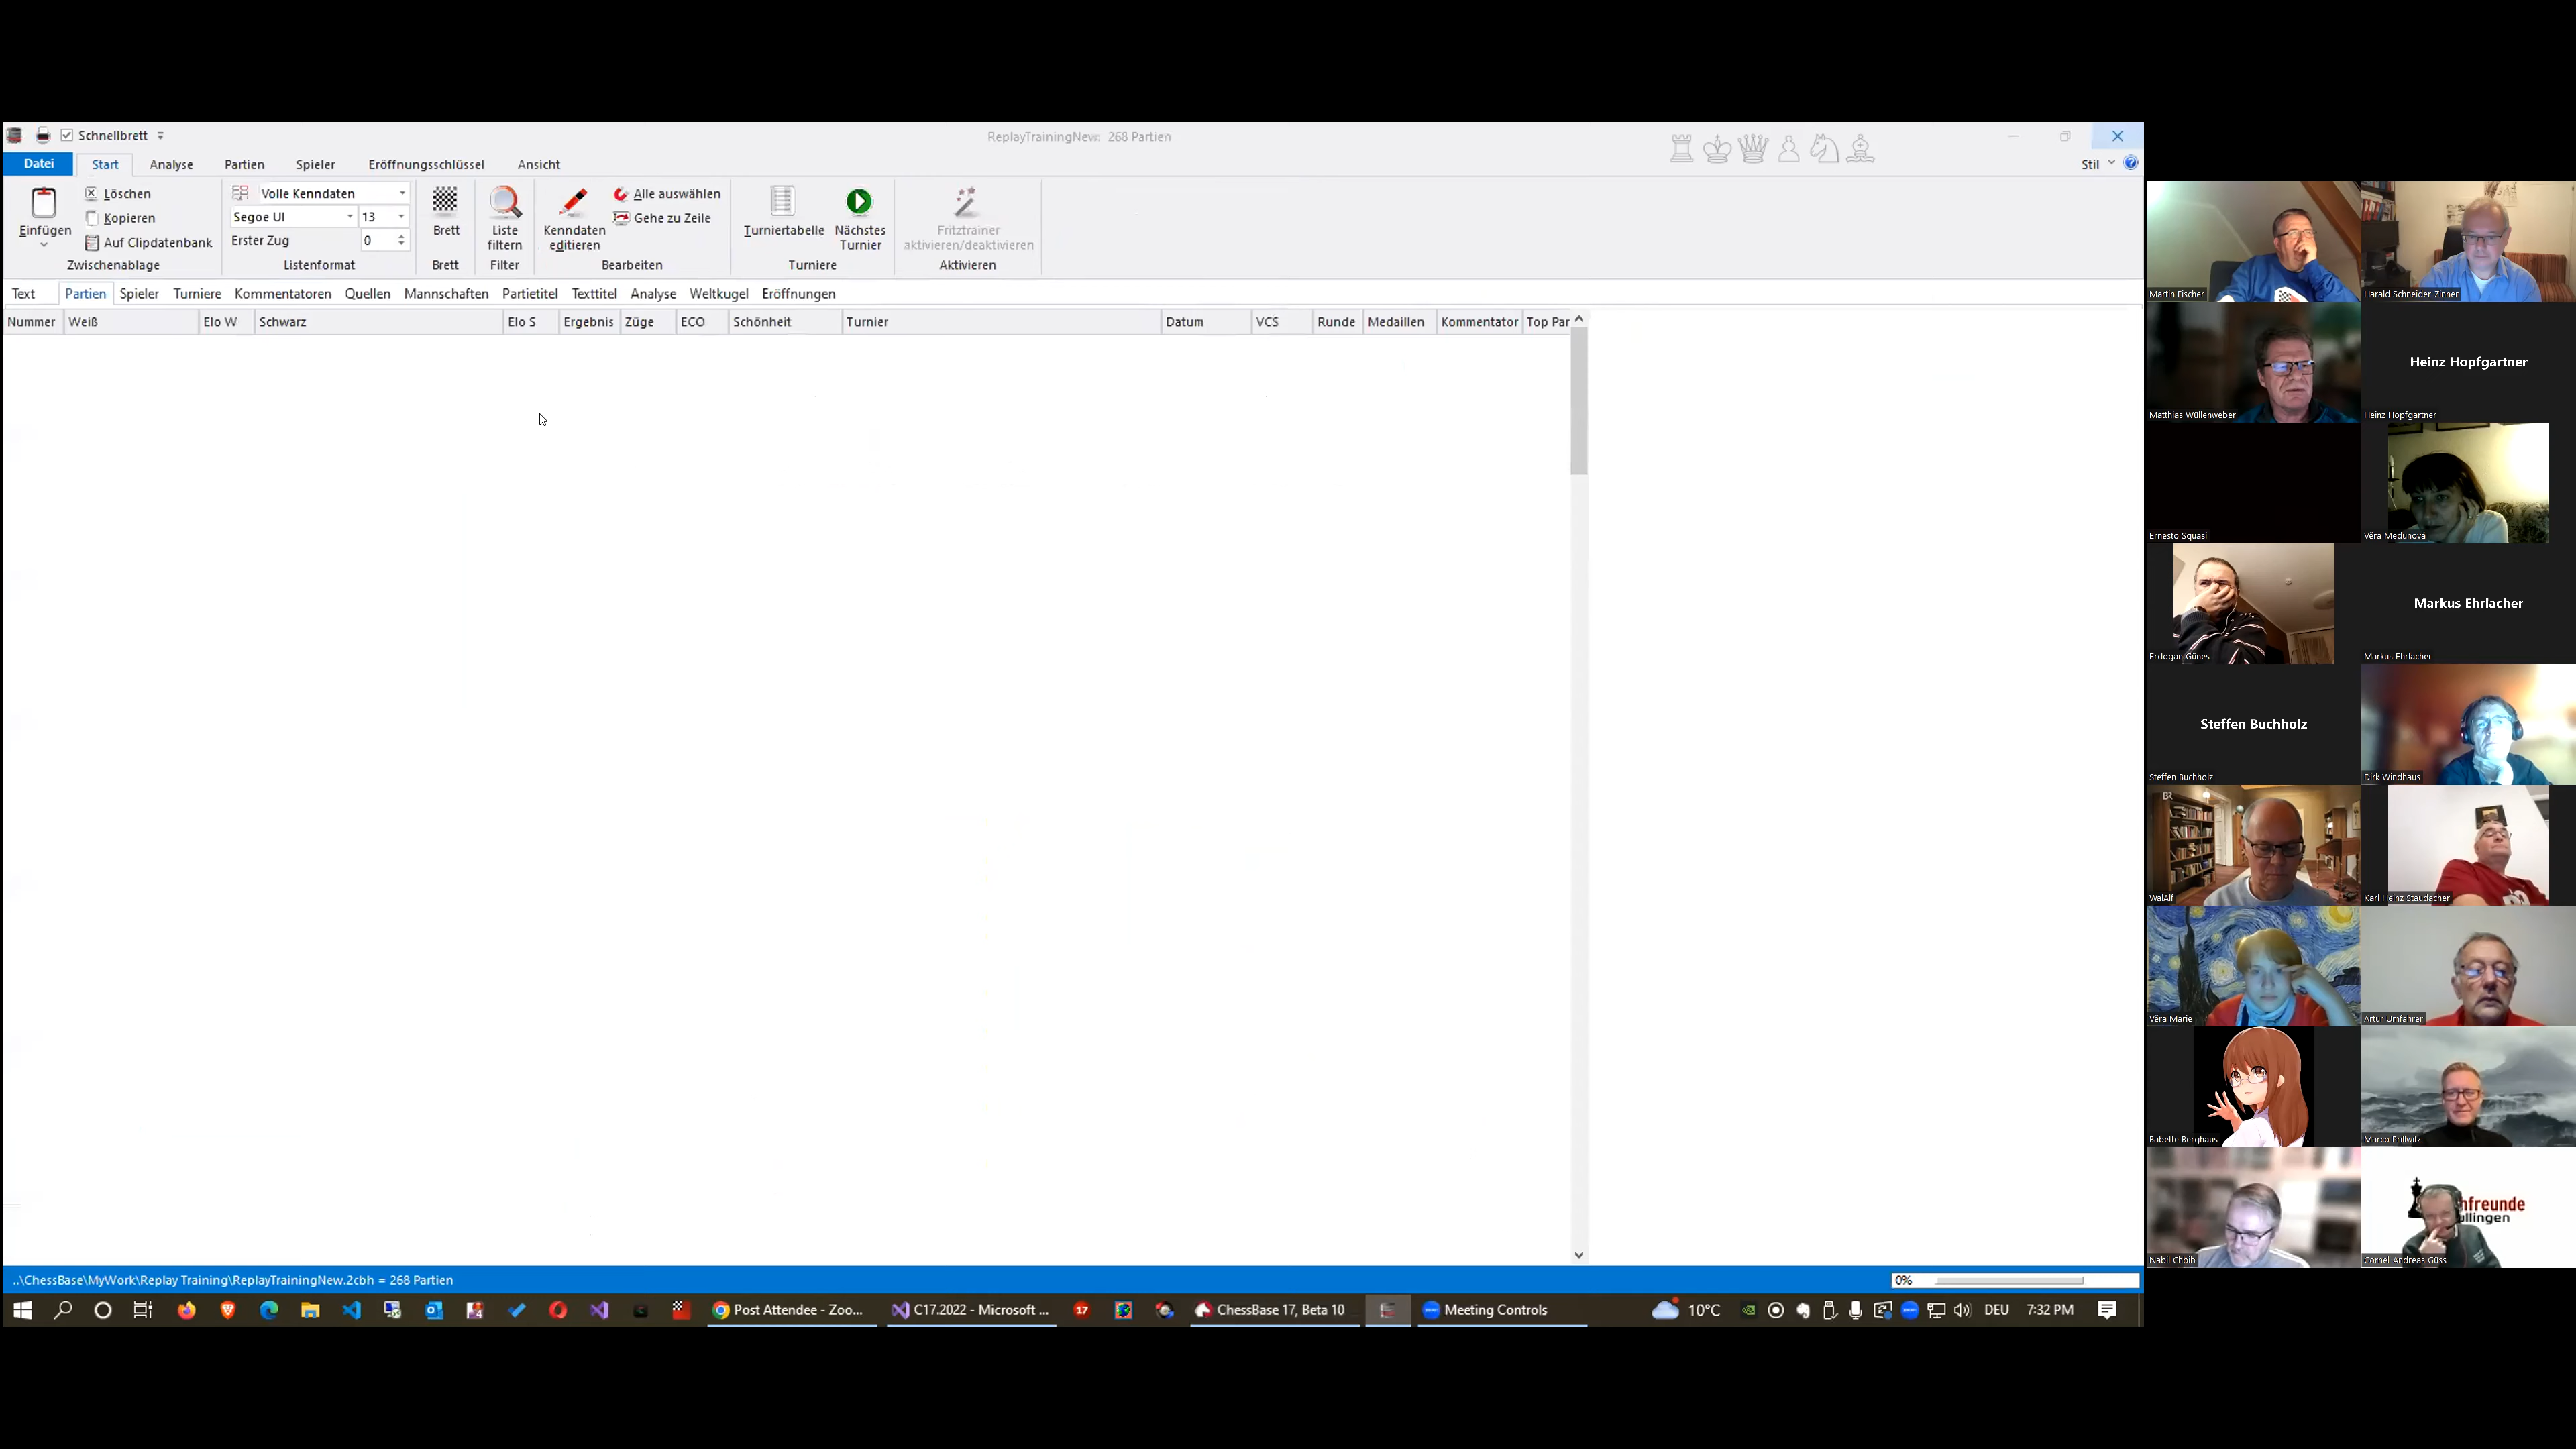 Schnellbrett
ReplayTrainingNew: 268 Partien
Datei Start Analyse Partien Spieler Eröffnungsschlüssel Ansicht
Stil
Einfügen
Löschen
Kopieren
Auf Clipdatenbank
Zwischenablage
Volle Kenndaten
Segoe UI 13
Erster Zug 0
Listenformat
Brett
Brett
Liste
filtern
Filter
Kenndaten
editieren
Alle auswählen
Gehe zu Zeile
Bearbeiten
Turniertabelle
Nächstes
Turnier
Turniere
Fritztrainer
aktivieren/deaktivieren
Aktivieren
Text Partien Spieler Turniere Kommentatoren Quellen Mannschaften Partietitel Texttitel Analyse Weltkugel Eröffnungen
Nummer Weiß Elo W Schwarz Elo S Ergebnis Züge ECO Schönheit Turnier Datum VCS Runde Medaillen Kommentator Top Par
..\ChessBase\MyWork\Replay Training\ReplayTrainingNew.2cbh = 268 Partien
0%
Post Attendee - Zoo...
C17.2022 - Microsoft ...
17
ChessBase 17, Beta 10
Meeting Controls
10°C
DEU
7:32 PM
Martin Fischer
Harald Schneider-Zinner
Matthias Wüllenweber
Heinz Hopfgartner
Heinz Hopfgartner
Ernesto Squasi
Věra Medunová
Erdogan Günes
Markus Ehrlacher
Markus Ehrlacher
Steffen Buchholz
Steffen Buchholz
Dirk Windhaus
BR
WalAlf
Karl Heinz Staudacher
Věra Marie
Artur Umfahrer
Babette Berghaus
Marco Prillwitz
Nabil Chbib
nfreunde
llingen
Cornel-Andreas Güss